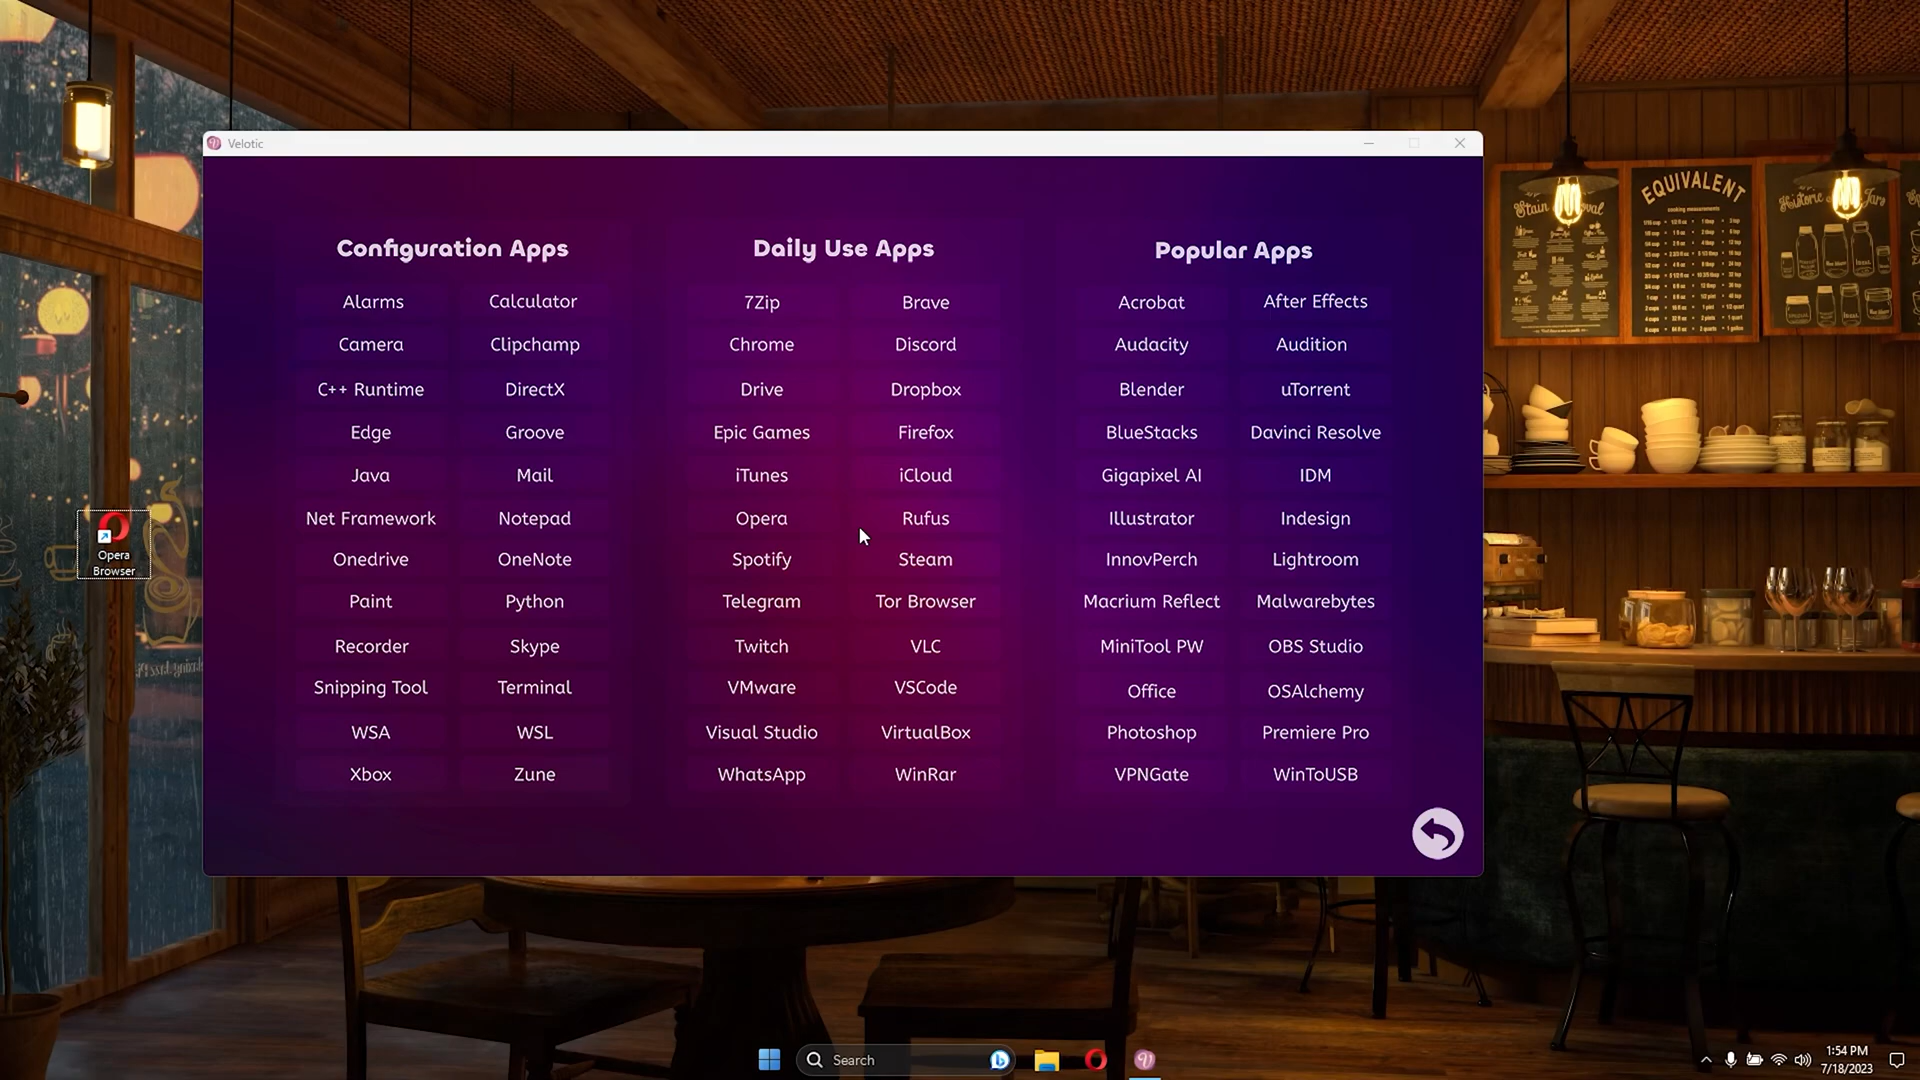 Velotic
Configuration Apps
Alarms Calculator
Camera Clipchamp
C++ Runtime DirectX
Edge Groove
Java Mail
Net Framework Notepad
Onedrive OneNote
Paint Python
Recorder Skype
Snipping Tool Terminal
WSA WSL
Xbox Zune
Daily Use Apps
7Zip Brave
Chrome Discord
Drive Dropbox
Epic Games Firefox
iTunes iCloud
Opera Rufus
Spotify Steam
Telegram Tor Browser
Twitch VLC
VMware VSCode
Visual Studio VirtualBox
WhatsApp WinRar
Popular Apps
Acrobat After Effects
Audacity Audition
Blender uTorrent
BlueStacks Davinci Resolve
Gigapixel AI IDM
Illustrator Indesign
InnovPerch Lightroom
Macrium Reflect Malwarebytes
MiniTool PW OBS Studio
Office OSAlchemy
Photoshop Premiere Pro
VPNGate WinToUSB
EQUIVALENT
cooking measurements
Opera
Browser
Search
1:54 PM
7/18/2023